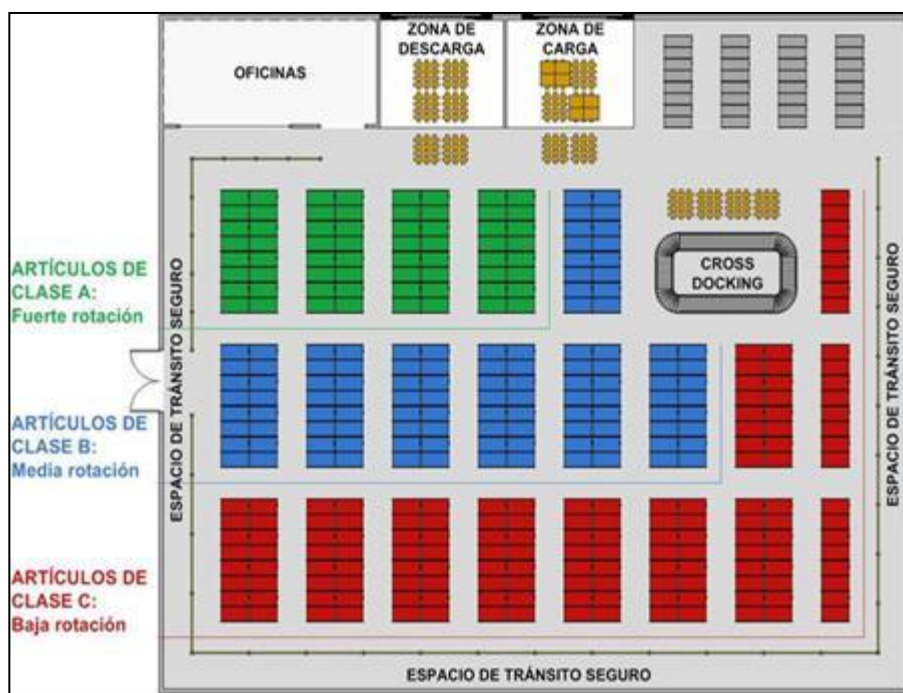 OFICINAS
ZONA DE
DESCARGA
ZONA DE
CARGA
ARTÍCULOS DE
CLASE A:
Fuerte rotación
ESPACIO DE TRÁNSITO SEGURO
CROSS
DOCKING
ESPACIO DE TRÁNSITO SEGURO
ARTÍCULOS DE
CLASE B:
Media rotación
ARTÍCULOS DE
CLASE C:
Baja rotación
ESPACIO DE TRÁNSITO SEGURO